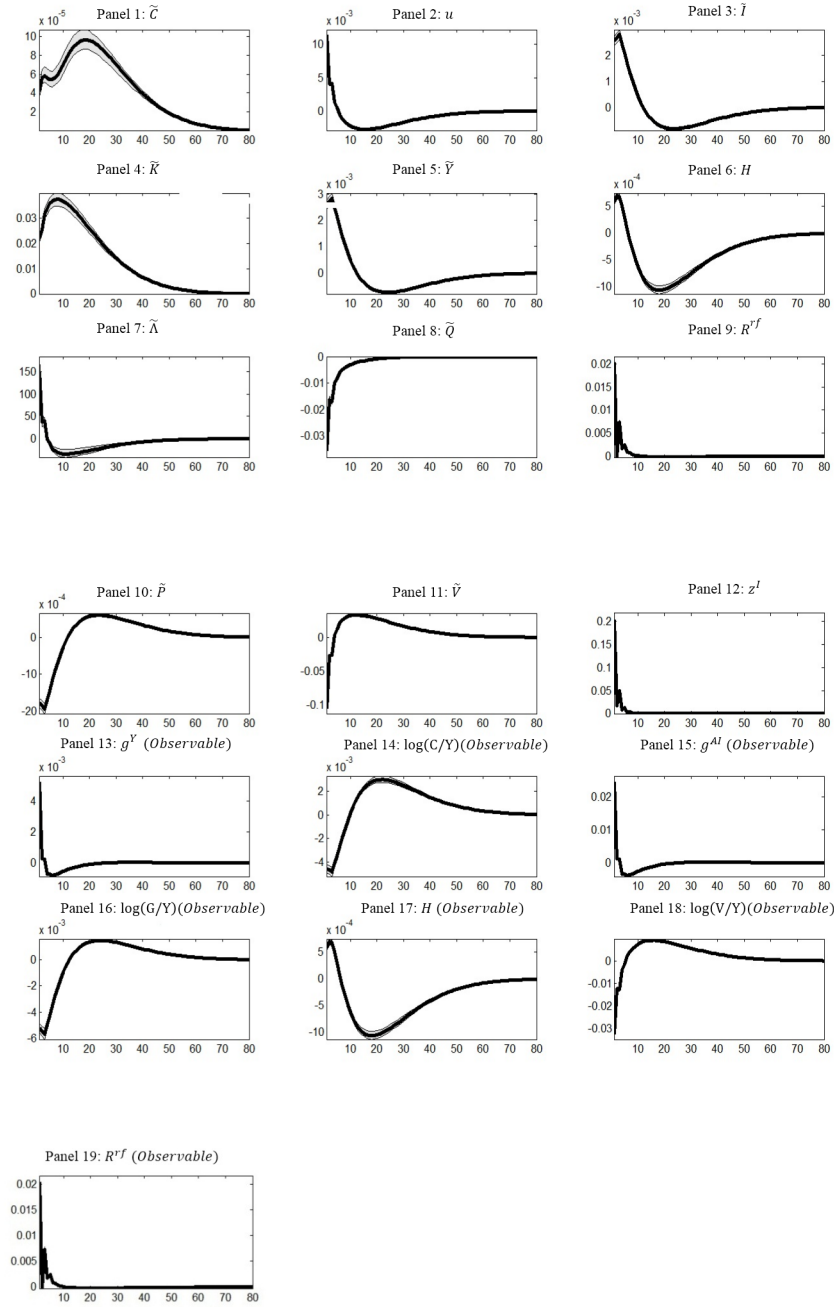 Panel 1: C̃ Panel 2: u Panel 3: Ĩ
x 10⁻⁵ x 10⁻³ x 10⁻³
10 8 6 4 2
10 5 0
2 1 0
10 20 30 40 50 60 70 80 10 20 30 40 50 60 70 80 10 20 30 40 50 60 70 80
Panel 4: K̃ Panel 5: Ỹ Panel 6: H
x 10⁻³ x 10⁻⁴
0.03 0.02 0.01 0
3 2 1 0
5 0 -5 -10
10 20 30 40 50 60 70 80 10 20 30 40 50 60 70 80 10 20 30 40 50 60 70 80
Panel 7: Λ̃ Panel 8: Q̃ Panel 9: Rʳᶠ
150 100 50 0
0 -0.01 -0.02 -0.03
0.02 0.015 0.01 0.005 0
10 20 30 40 50 60 70 80 10 20 30 40 50 60 70 80 10 20 30 40 50 60 70 80
Panel 10: P̃ Panel 11: Ṽ Panel 12: zᴵ
x 10⁻⁴
0 -10 -20
0 -0.05 -0.1
0.2 0.15 0.1 0.05 0
10 20 30 40 50 60 70 80 10 20 30 40 50 60 70 80 10 20 30 40 50 60 70 80
Panel 13: gʸ (Observable) Panel 14: log(C/Y)(Observable) Panel 15: gᴬᴵ (Observable)
x 10⁻³ x 10⁻³
4 2 0
2 0 -2 -4
0.02 0.01 0
10 20 30 40 50 60 70 80 10 20 30 40 50 60 70 80 10 20 30 40 50 60 70 80
Panel 16: log(G/Y)(Observable) Panel 17: H (Observable) Panel 18: log(V/Y)(Observable)
x 10⁻³ x 10⁻⁴
0 -2 -4 -6
5 0 -5 -10
0 -0.01 -0.02 -0.03
10 20 30 40 50 60 70 80 10 20 30 40 50 60 70 80 10 20 30 40 50 60 70 80
Panel 19: Rʳᶠ (Observable)
0.02 0.015 0.01 0.005 0
10 20 30 40 50 60 70 80